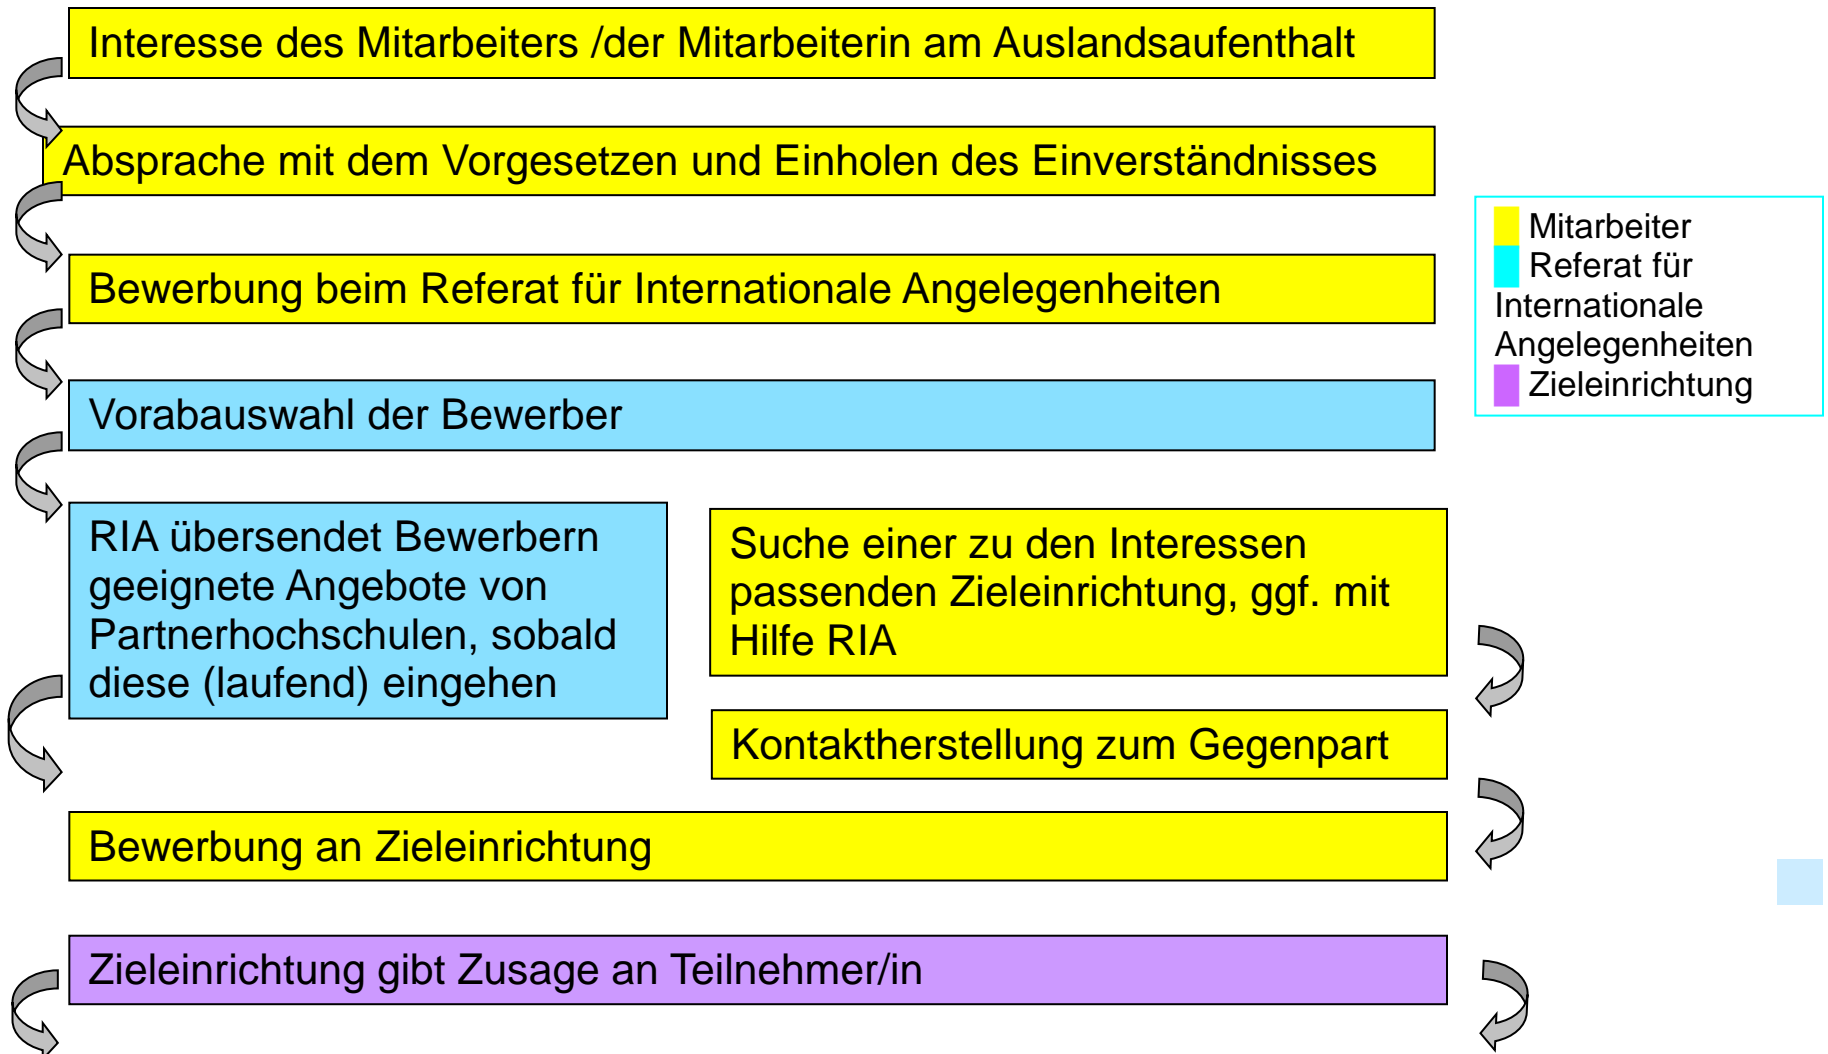 Interesse des Mitarbeiters /der Mitarbeiterin am Auslandsaufenthalt
Absprache mit dem Vorgesetzen und Einholen des Einverständnisses
Bewerbung beim Referat für Internationale Angelegenheiten
Mitarbeiter
Referat für
Internationale
Angelegenheiten
Zieleinrichtung
Vorabauswahl der Bewerber
RIA übersendet Bewerbern
geeignete Angebote von
Partnerhochschulen, sobald
diese (laufend) eingehen
Suche einer zu den Interessen
passenden Zieleinrichtung, ggf. mit
Hilfe RIA
Kontaktherstellung zum Gegenpart
Bewerbung an Zieleinrichtung
Zieleinrichtung gibt Zusage an Teilnehmer/in